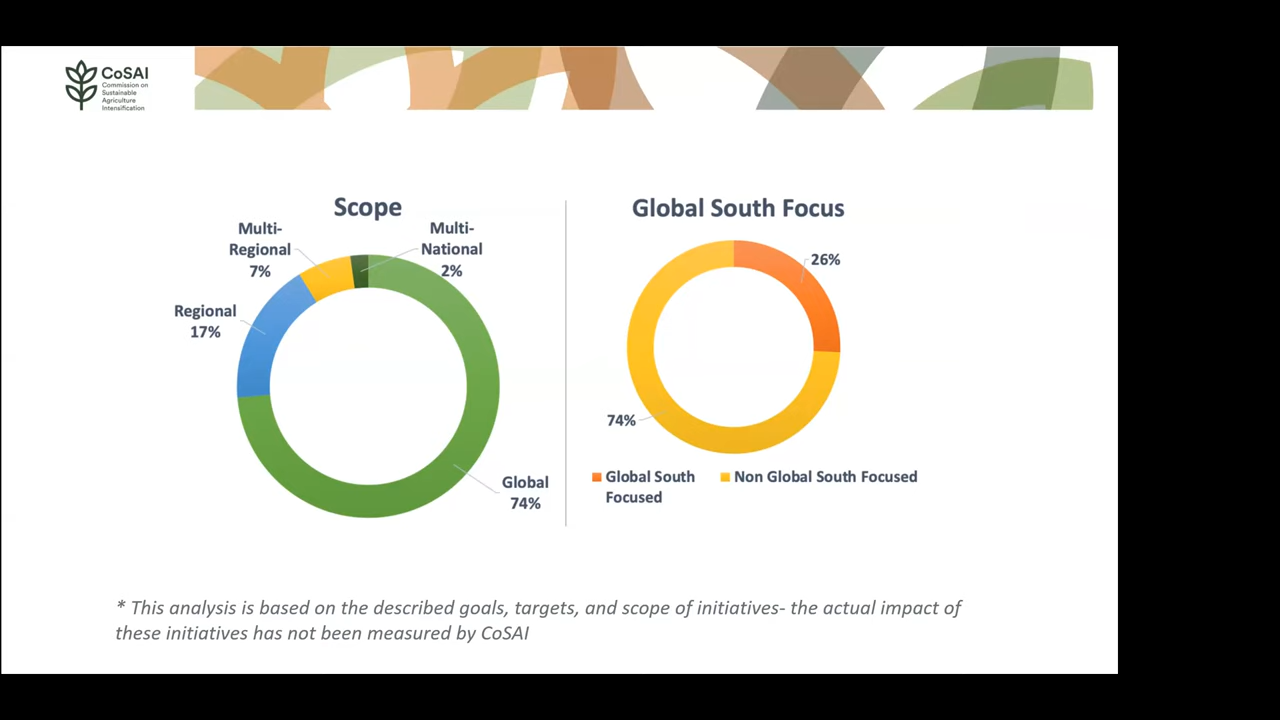 CoSAI
Commission on
Sustainable
Agriculture
Intensification
Scope
Multi-
Regional
7%
Multi-
National
2%
Regional
17%
Global
74%
Global South Focus
26%
74%
Global South
Focused
Non Global South Focused
* This analysis is based on the described goals, targets, and scope of initiatives- the actual impact of
these initiatives has not been measured by CoSAI